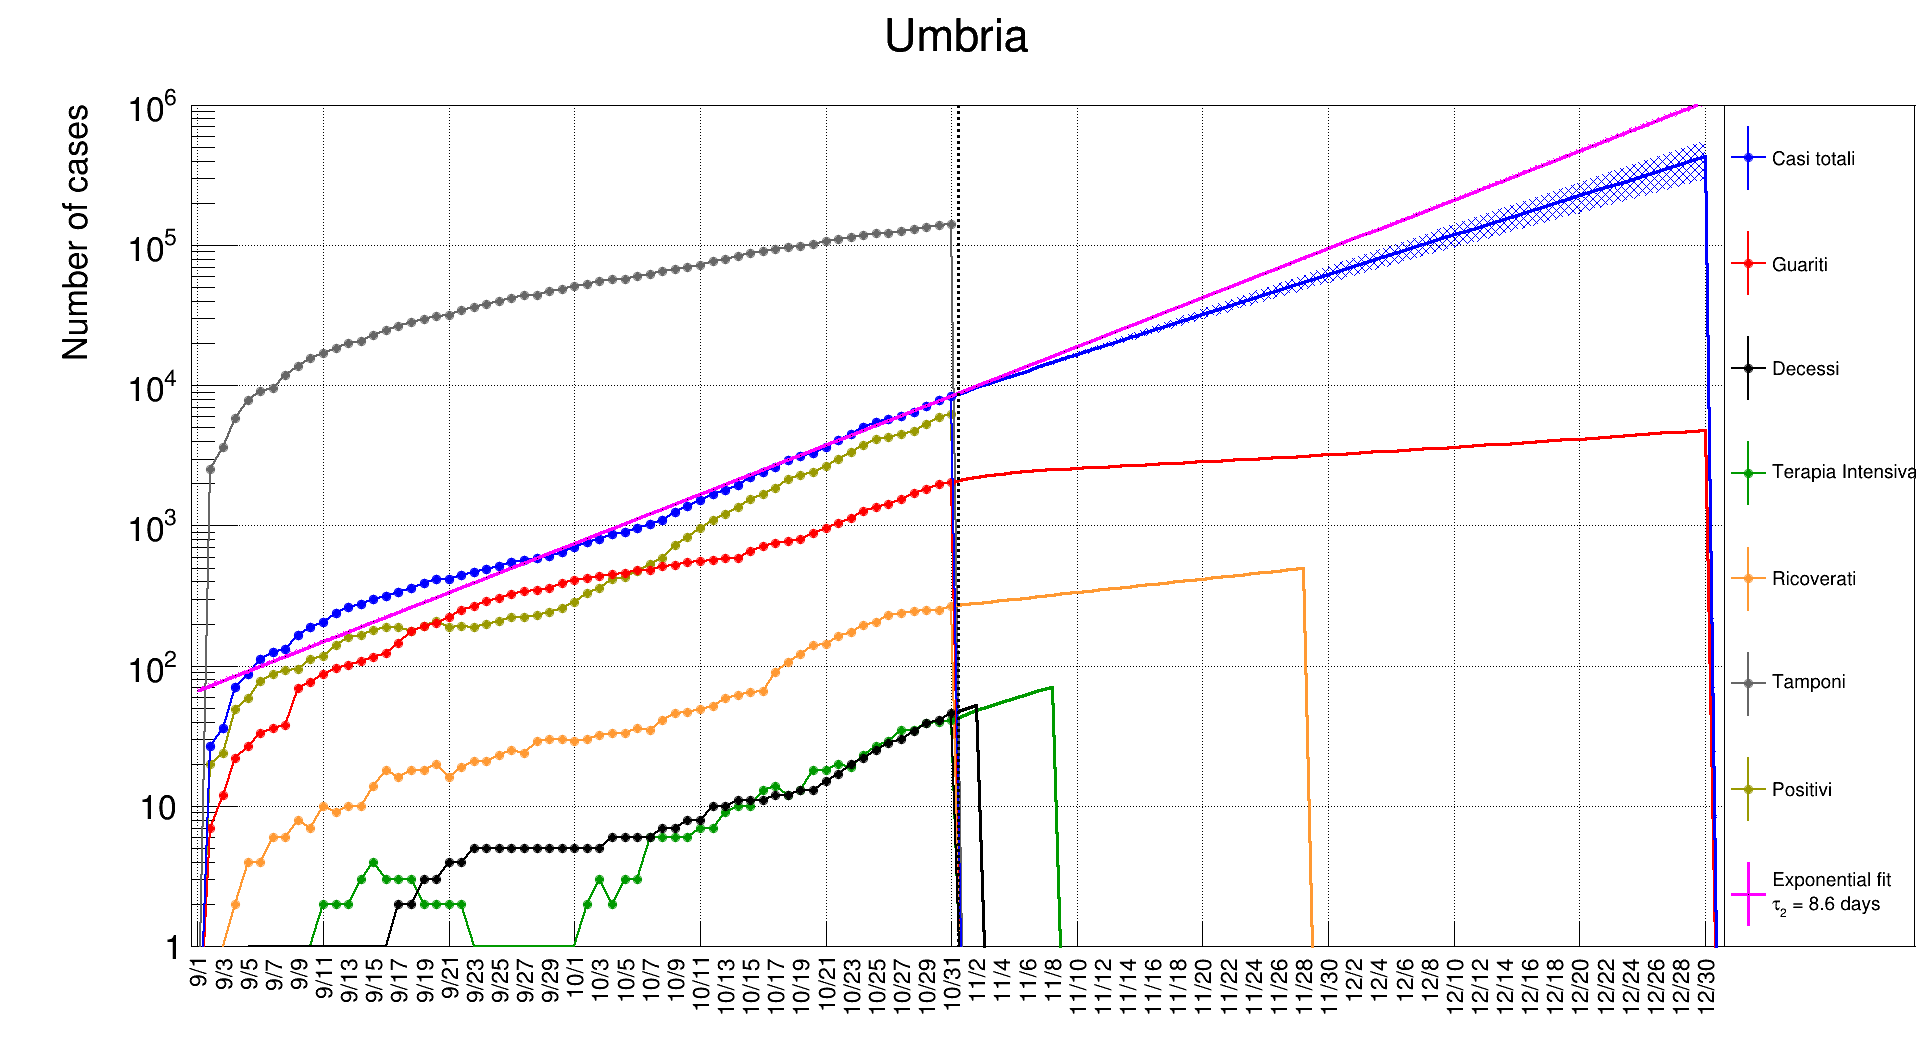 Umbria
Number of cases
10^6
10^5
10^4
10^3
10^2
10
1
9/1 9/3 9/5 9/7 9/9 9/11 9/13 9/15 9/17 9/19 9/21 9/23 9/25 9/27 9/29 10/1 10/3 10/5 10/7 10/9 10/11 10/13 10/15 10/17 10/19 10/21 10/23 10/25 10/27 10/29 10/31 11/2 11/4 11/6 11/8 11/10 11/12 11/14 11/16 11/18 11/20 11/22 11/24 11/26 11/28 11/30 12/2 12/4 12/6 12/8 12/10 12/12 12/14 12/16 12/18 12/20 12/22 12/24 12/26 12/28 12/30
Casi totali
Guariti
Decessi
Terapia Intensiva
Ricoverati
Tamponi
Positivi
Exponential fit
τ_2 = 8.6 days